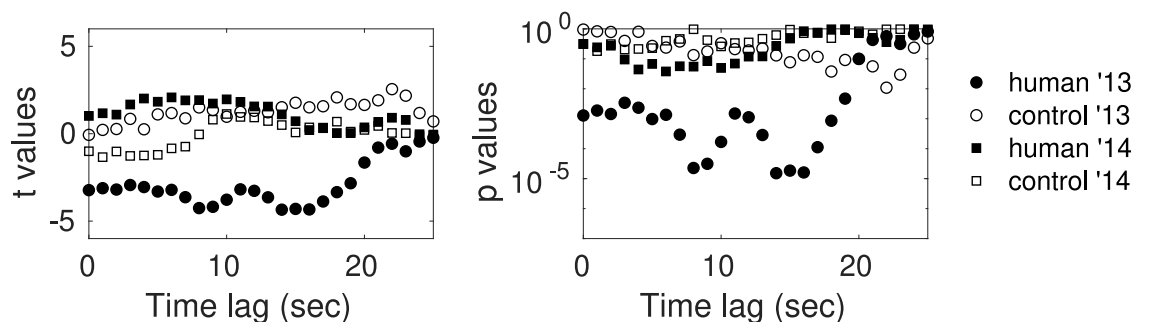 5
0
-5
t values
0 10 20
Time lag (sec)
10^0
10^-5
p values
0 10 20
Time lag (sec)
human '13
control '13
human '14
control '14